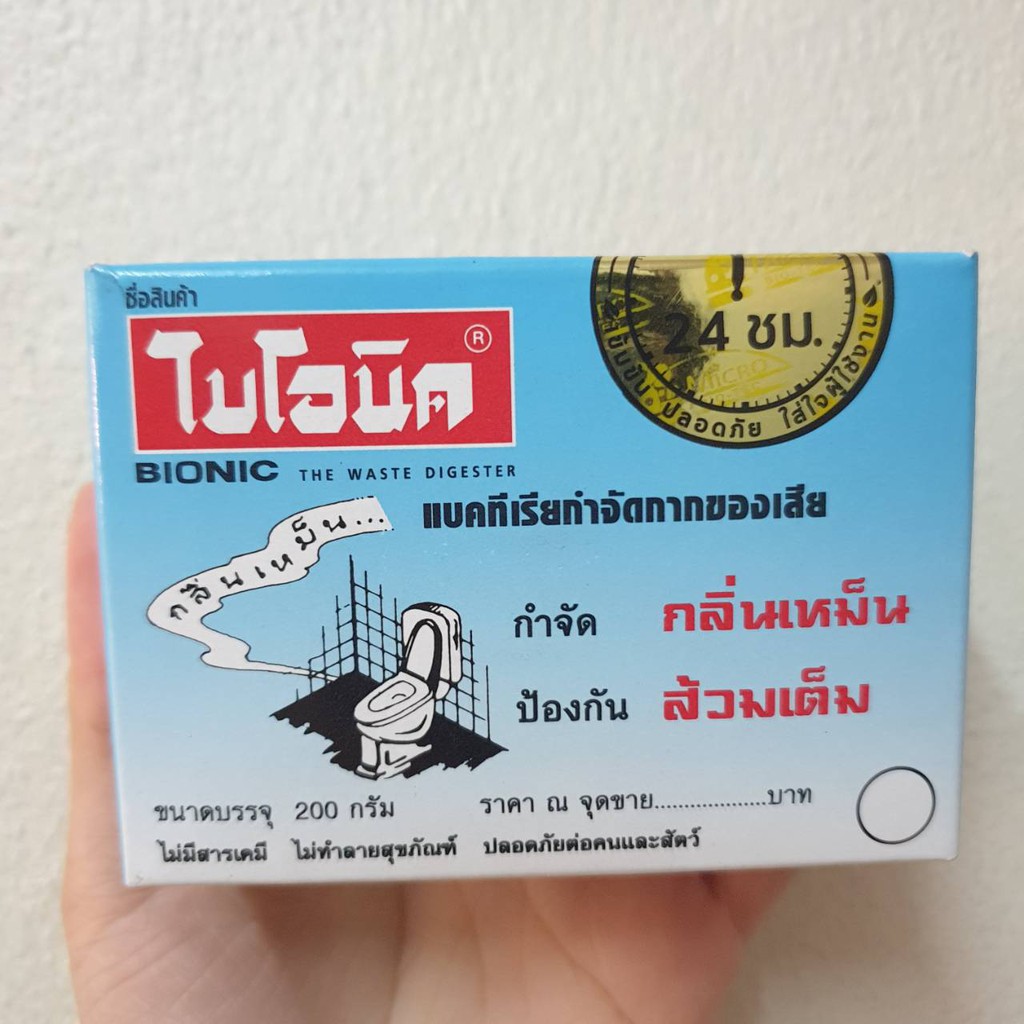 ชื่อสินค้า
ไบโอนิค ®
BIONIC THE WASTE DIGESTER
24 ชม.
ปลอดภัย ใส่ใจผู้ใช้งาน
แบคทีเรียกำจัดกากของเสีย
กลิ่นเหม็น...
กำจัด กลิ่นเหม็น
ป้องกัน ส้วมเต็ม
ขนาดบรรจุ 200 กรัม ราคา ณ จุดขาย....................บาท
ไม่มีสารเคมี ไม่ทำลายสุขภัณฑ์ ปลอดภัยต่อคนและสัตว์